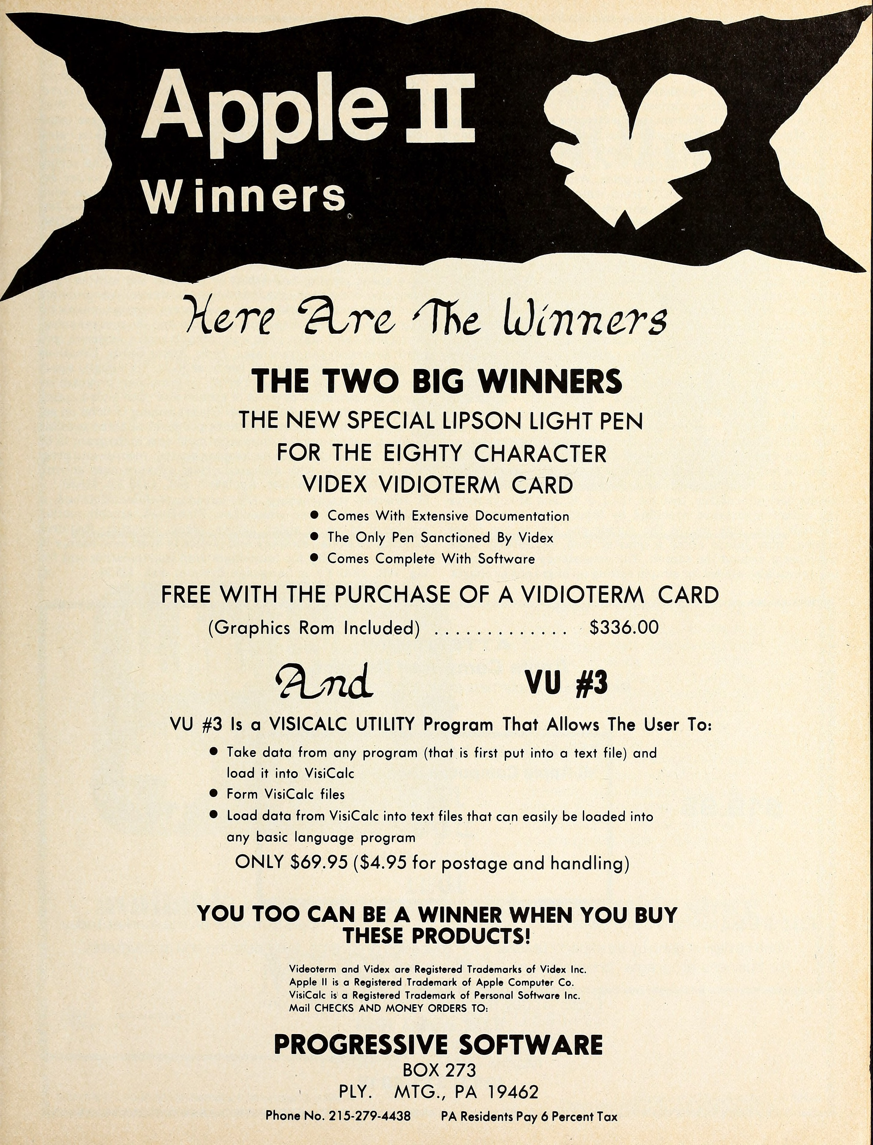 Apple II
Winners
Here Are The Winners
THE TWO BIG WINNERS
THE NEW SPECIAL LIPSON LIGHT PEN
FOR THE EIGHTY CHARACTER
VIDEX VIDIOTERM CARD
• Comes With Extensive Documentation
• The Only Pen Sanctioned By Videx
• Comes Complete With Software
FREE WITH THE PURCHASE OF A VIDIOTERM CARD
(Graphics Rom Included) ............. $336.00
And VU #3
VU #3 Is a VISICALC UTILITY Program That Allows The User To:
• Take data from any program (that is first put into a text file) and
load it into VisiCalc
• Form VisiCalc files
• Load data from VisiCalc into text files that can easily be loaded into
any basic language program
ONLY $69.95 ($4.95 for postage and handling)
YOU TOO CAN BE A WINNER WHEN YOU BUY
THESE PRODUCTS!
Videoterm and Videx are Registered Trademarks of Videx Inc.
Apple II is a Registered Trademark of Apple Computer Co.
VisiCalc is a Registered Trademark of Personal Software Inc.
Mail CHECKS AND MONEY ORDERS TO:
PROGRESSIVE SOFTWARE
BOX 273
PLY. MTG., PA 19462
Phone No. 215-279-4438 PA Residents Pay 6 Percent Tax